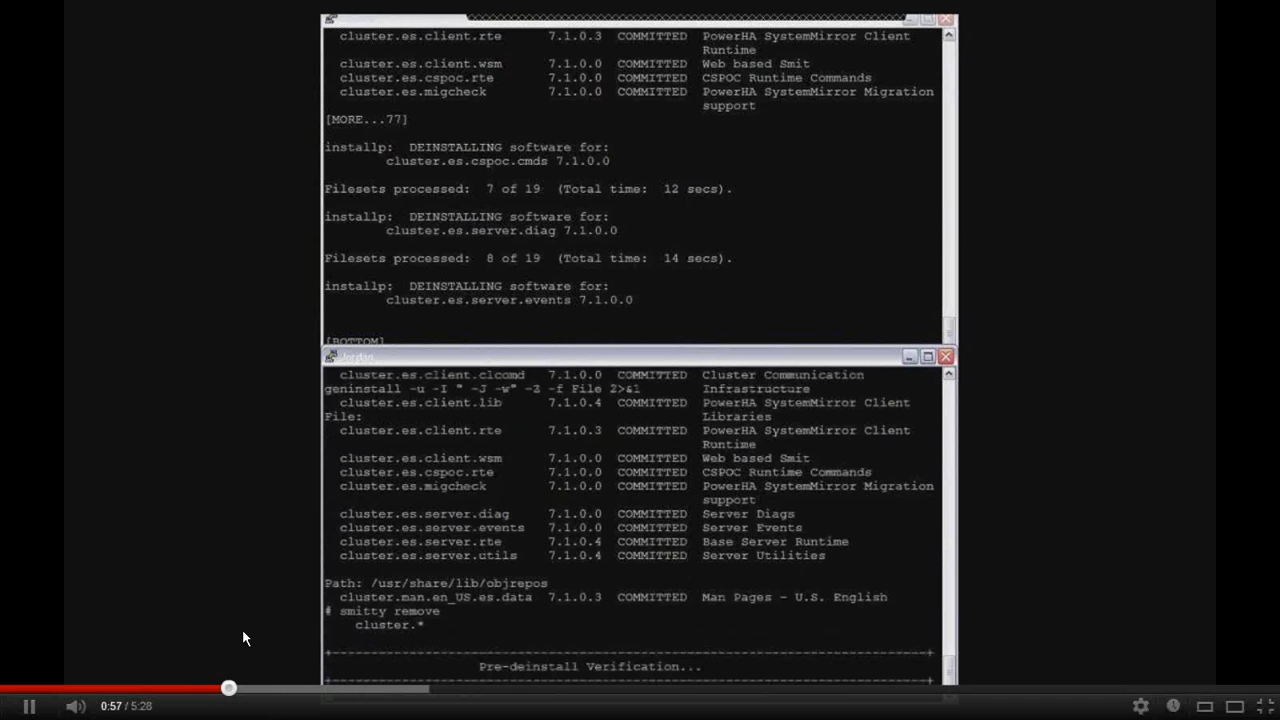 cluster.es.client.rte 7.1.0.3 COMMITTED PowerHA SystemMirror Client
Runtime
cluster.es.client.wsm 7.1.0.0 COMMITTED Web based Smit
cluster.es.cspoc.rte 7.1.0.0 COMMITTED CSPOC Runtime Commands
cluster.es.migcheck 7.1.0.0 COMMITTED PowerHA SystemMirror Migration
support
[MORE...77]
installp: DEINSTALLING software for:
cluster.es.cspoc.cmds 7.1.0.0
Filesets processed: 7 of 19 (Total time: 12 secs).
installp: DEINSTALLING software for:
cluster.es.server.diag 7.1.0.0
Filesets processed: 8 of 19 (Total time: 14 secs).
installp: DEINSTALLING software for:
cluster.es.server.events 7.1.0.0
[BOTTOM]
Jordan
cluster.es.client.clcomd 7.1.0.0 COMMITTED Cluster Communication
geninstall -u -I " -J -w" -Z -f File 2>&1 Infrastructure
cluster.es.client.lib 7.1.0.4 COMMITTED PowerHA SystemMirror Client
File: Libraries
cluster.es.client.rte 7.1.0.3 COMMITTED PowerHA SystemMirror Client
Runtime
cluster.es.client.wsm 7.1.0.0 COMMITTED Web based Smit
cluster.es.cspoc.rte 7.1.0.0 COMMITTED CSPOC Runtime Commands
cluster.es.migcheck 7.1.0.0 COMMITTED PowerHA SystemMirror Migration
support
cluster.es.server.diag 7.1.0.0 COMMITTED Server Diags
cluster.es.server.events 7.1.0.0 COMMITTED Server Events
cluster.es.server.rte 7.1.0.4 COMMITTED Base Server Runtime
cluster.es.server.utils 7.1.0.4 COMMITTED Server Utilities
Path: /usr/share/lib/objrepos
cluster.man.en_US.es.data 7.1.0.3 COMMITTED Man Pages - U.S. English
# smitty remove
cluster.*
Pre-deinstall Verification...
0:57 / 5:28